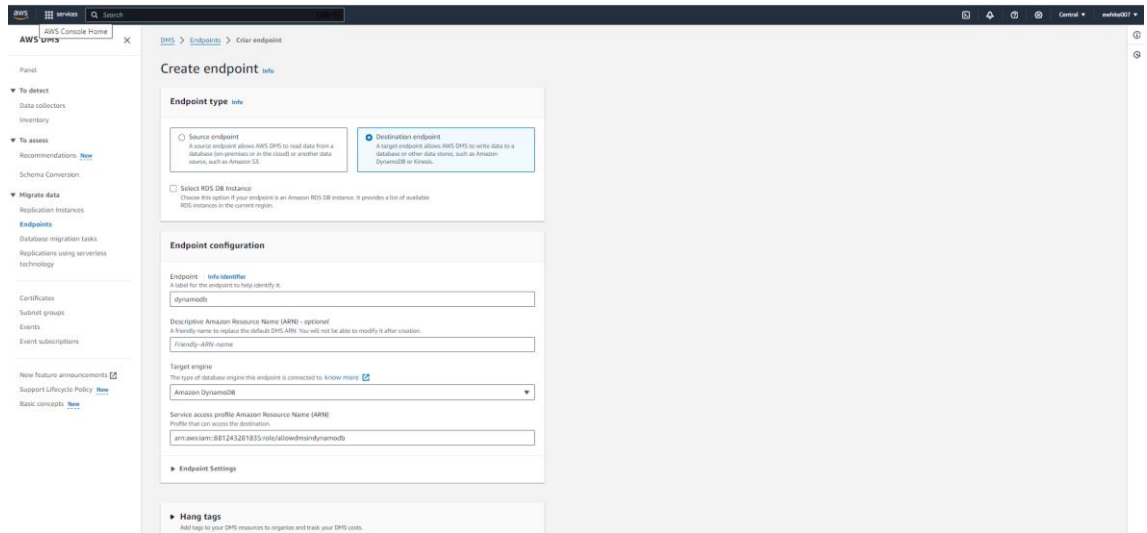 aws
services
Search
Central
ewhite007
AWS Console Home
AWS DMS
DMS > Endpoints > Criar endpoint
Panel
To detect
Data collectors
Inventory
To assess
Recommendations New
Schema Conversion
Migrate data
Replication Instances
Endpoints
Database migration tasks
Replications using serverless
technology
Certificates
Subnet groups
Events
Event subscriptions
New feature announcements
Support Lifecycle Policy New
Basic concepts New
Create endpoint Info
Endpoint type Info
Source endpoint
A source endpoint allows AWS DMS to read data from a
database (on-premises or in the cloud) or another data
source, such as Amazon S3.
Destination endpoint
A target endpoint allows AWS DMS to write data to a
database or other data stores, such as Amazon
DynamoDB or Kinesis.
Select RDS DB Instance
Choose this option if your endpoint is an Amazon RDS DB instance. It provides a list of available
RDS instances in the current region.
Endpoint configuration
Endpoint Info Identifier
A label for the endpoint to help identify it.
dynamodb
Descriptive Amazon Resource Name (ARN) - optional
A friendly name to replace the default DMS ARN. You will not be able to modify it after creation.
Friendly-ARN-name
Target engine
The type of database engine this endpoint is connected to. know more
Amazon DynamoDB
Service access profile Amazon Resource Name (ARN)
Profile that can access the destination.
arn:aws:iam::881243281835:role/allowdmsindynamodb
Endpoint Settings
Hang tags
Add tags to your DMS resources to organize and track your DMS costs.